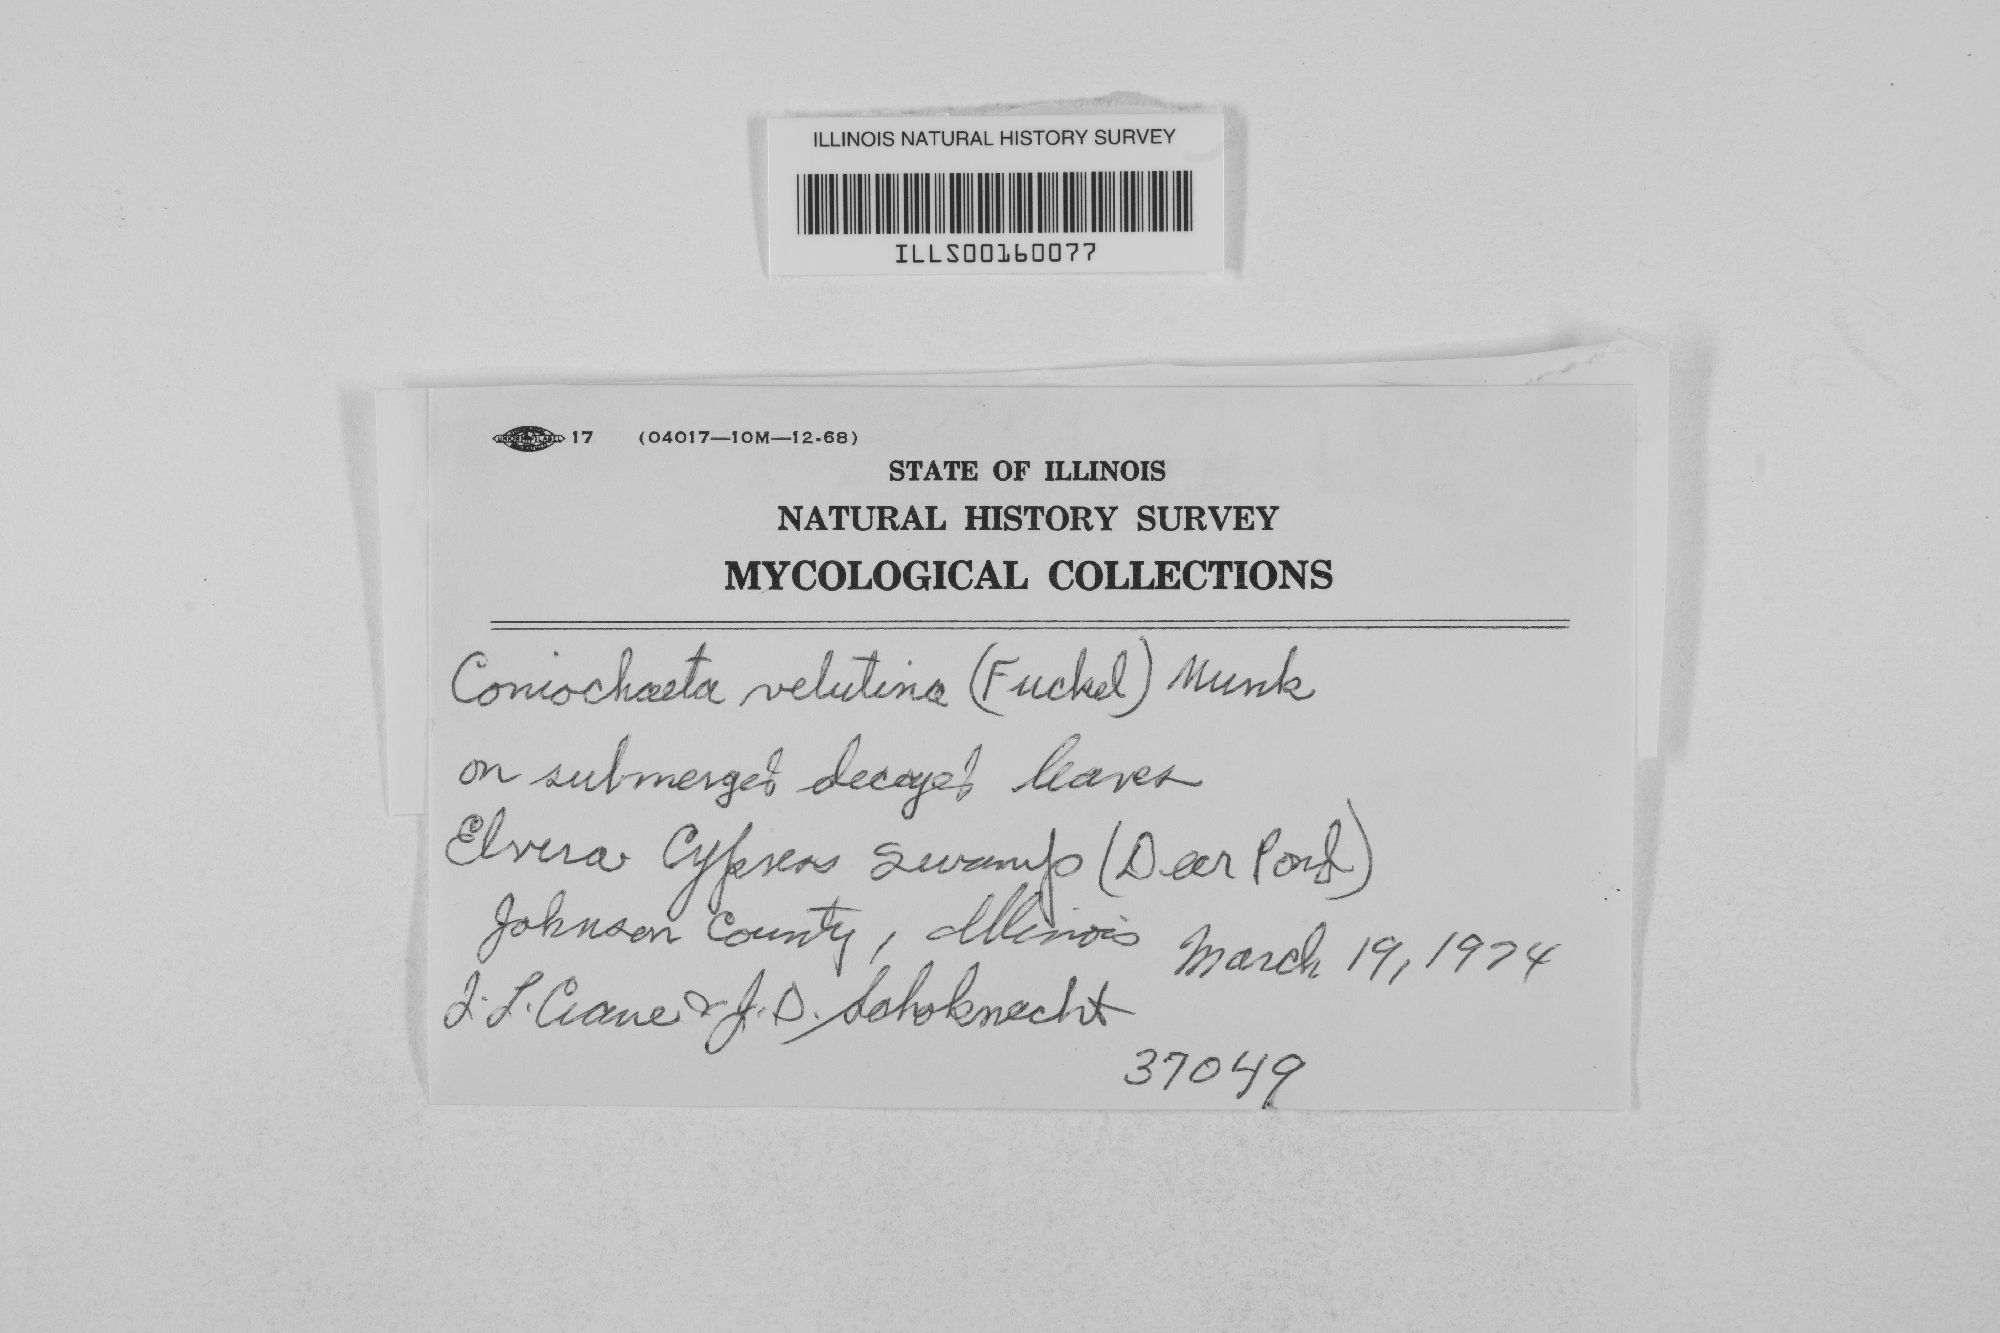 ILLINOIS NATURAL HISTORY SURVEY
ILLS00160077
17 (04017—10M—12-68)
STATE OF ILLINOIS
NATURAL HISTORY SURVEY
MYCOLOGICAL COLLECTIONS
Coniochaeta velutina (Fuckel) Munk
on submerged decayed leaves
Elvira Cypress Swamp (Deer Pond)
Johnson County, Illinois March 19, 1974
J. L. Crane & J. D. Schoknecht
37049